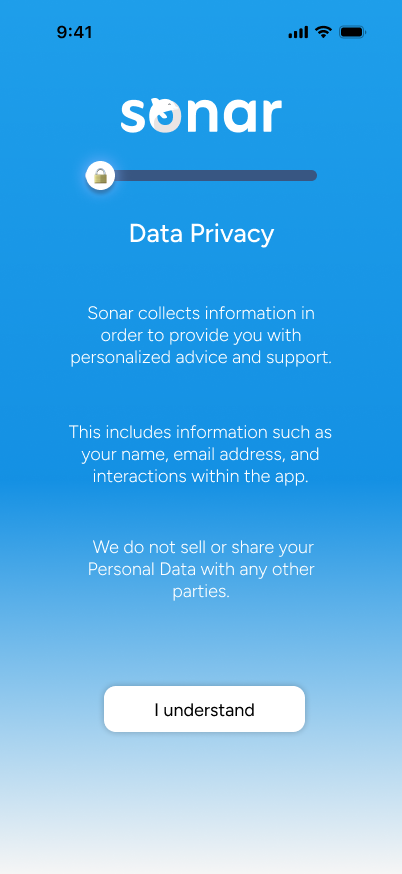 9:41
sonar
Data Privacy
Sonar collects information in
order to provide you with
personalized advice and support.
This includes information such as
your name, email address, and
interactions within the app.
We do not sell or share your
Personal Data with any other
parties.
I understand